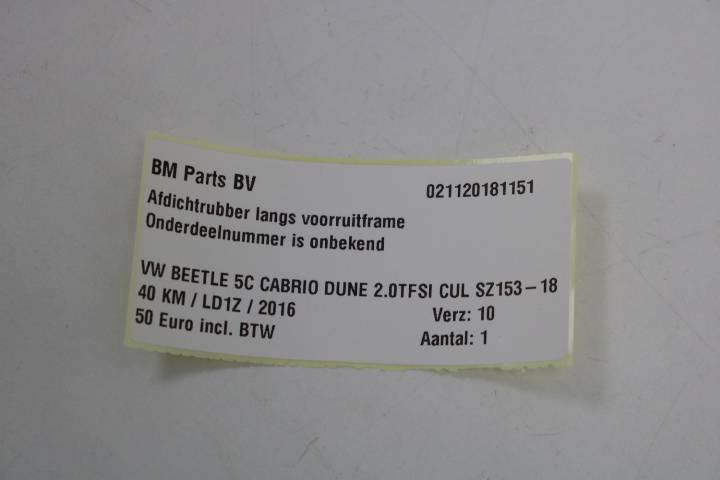 BM Parts BV 021120181151
Afdichtrubber langs voorruitframe
Onderdeelnummer is onbekend
VW BEETLE 5C CABRIO DUNE 2.0TFSI CUL SZ153-18
40 KM / LD1Z / 2016 Verz: 10
50 Euro incl. BTW Aantal: 1